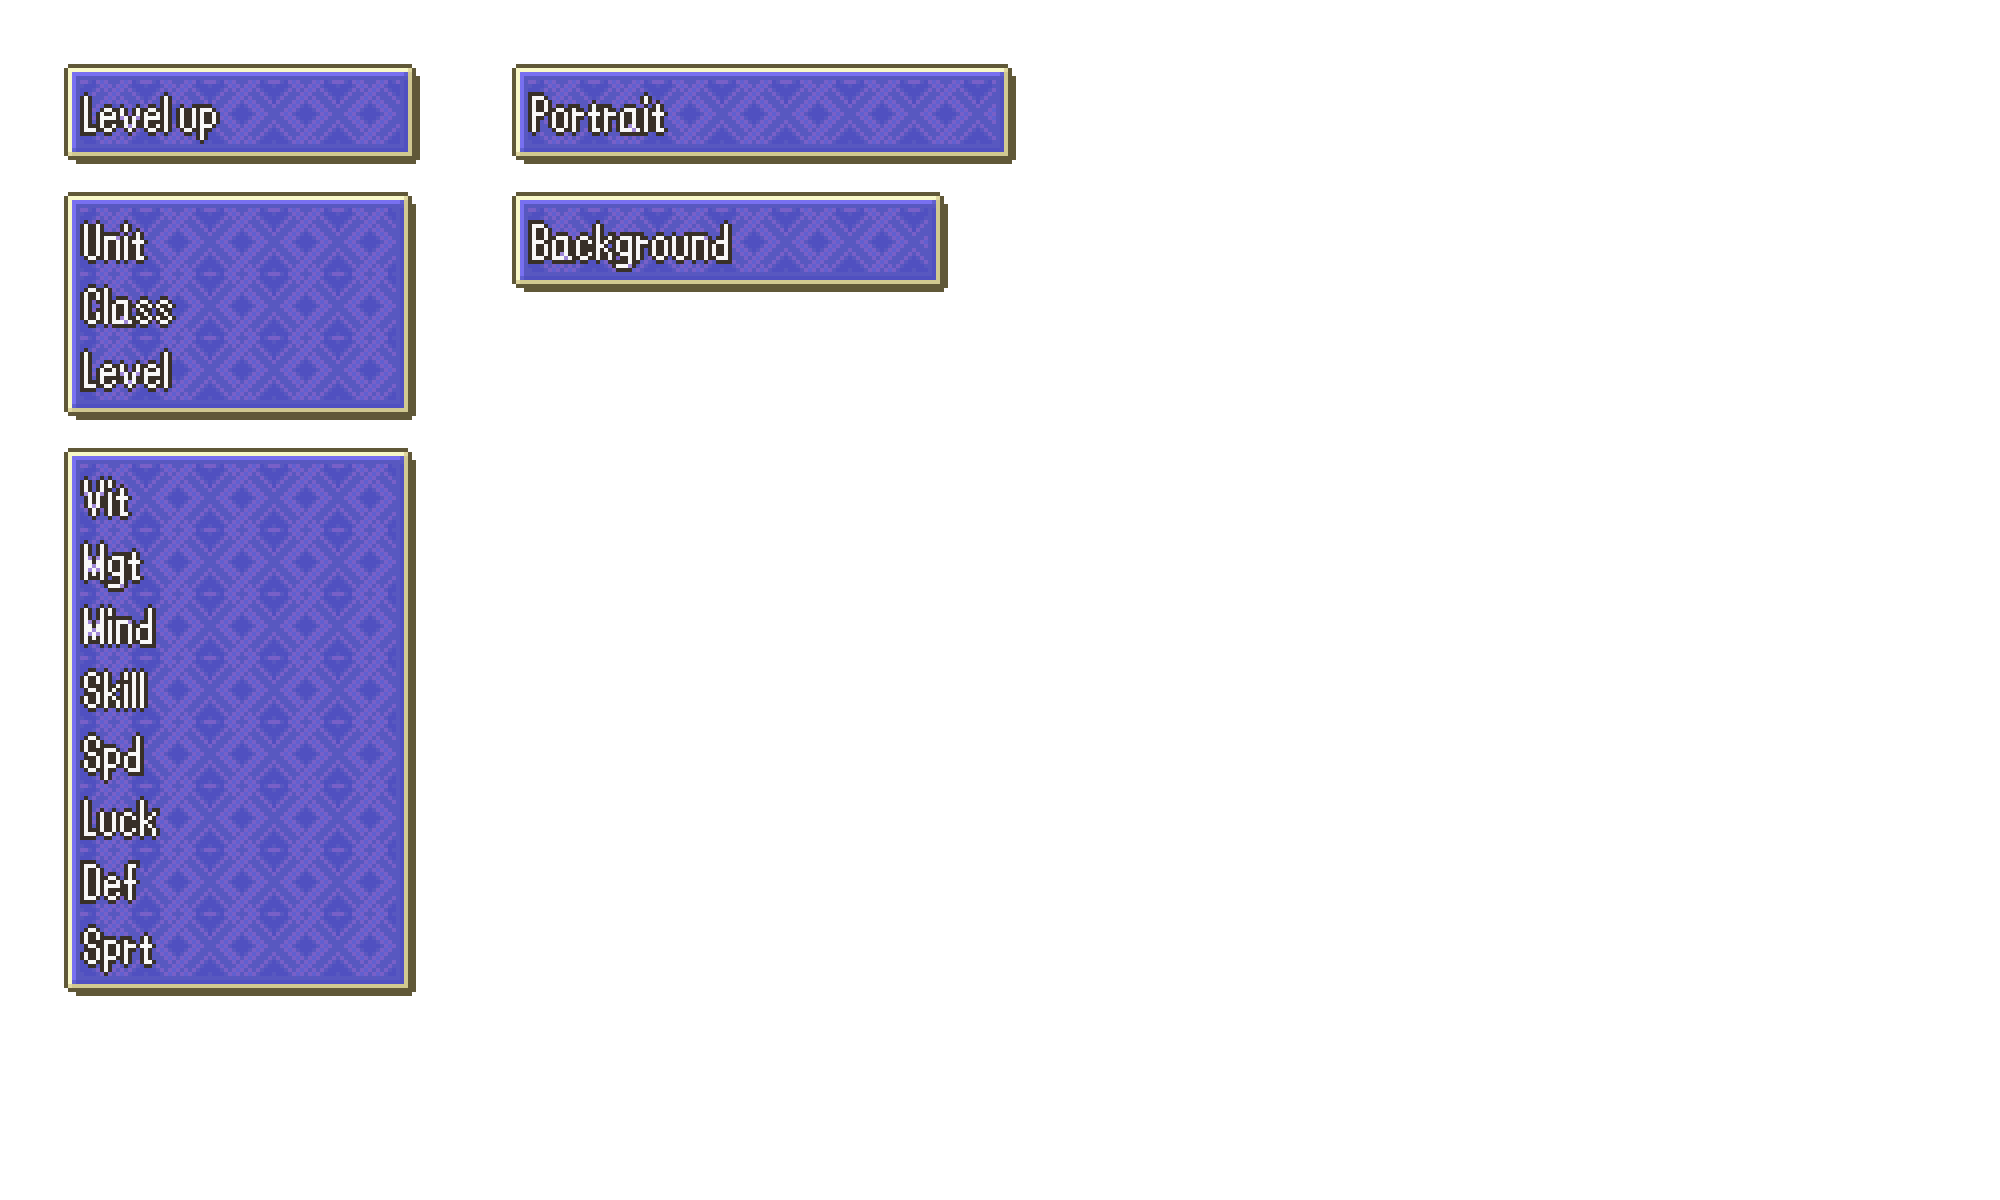 Level up
Unit
Class
Level
Vit
Mgt
Mind
Skill
Spd
Luck
Def
Sprt
Portrait
Background